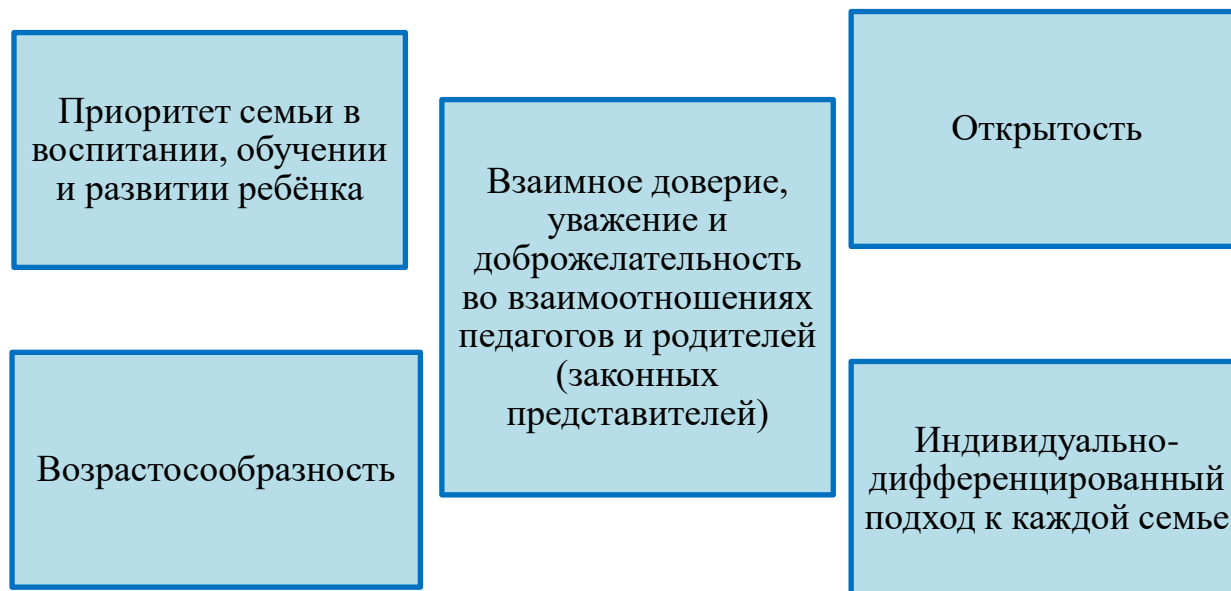 Приоритет семьи в
воспитании, обучении
и развитии ребёнка
Взаимное доверие,
уважение и
доброжелательность
во взаимоотношениях
педагогов и родителей
(законных
представителей)
Открытость
Возрастосообразность
Индивидуально-
дифференцированный
подход к каждой семье